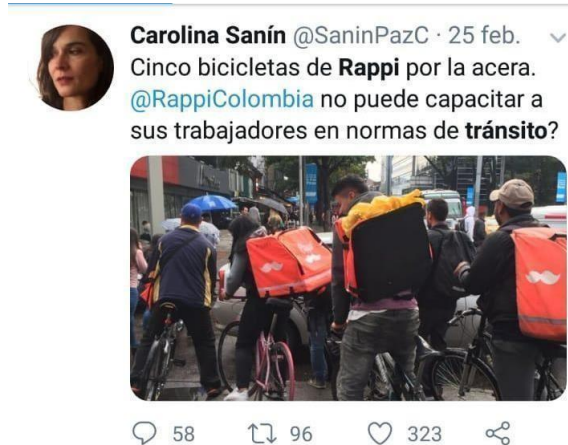 Carolina Sanín @SaninPazC · 25 feb.
Cinco bicicletas de Rappi por la acera.
@RappiColombia no puede capacitar a
sus trabajadores en normas de tránsito?
58 96 323